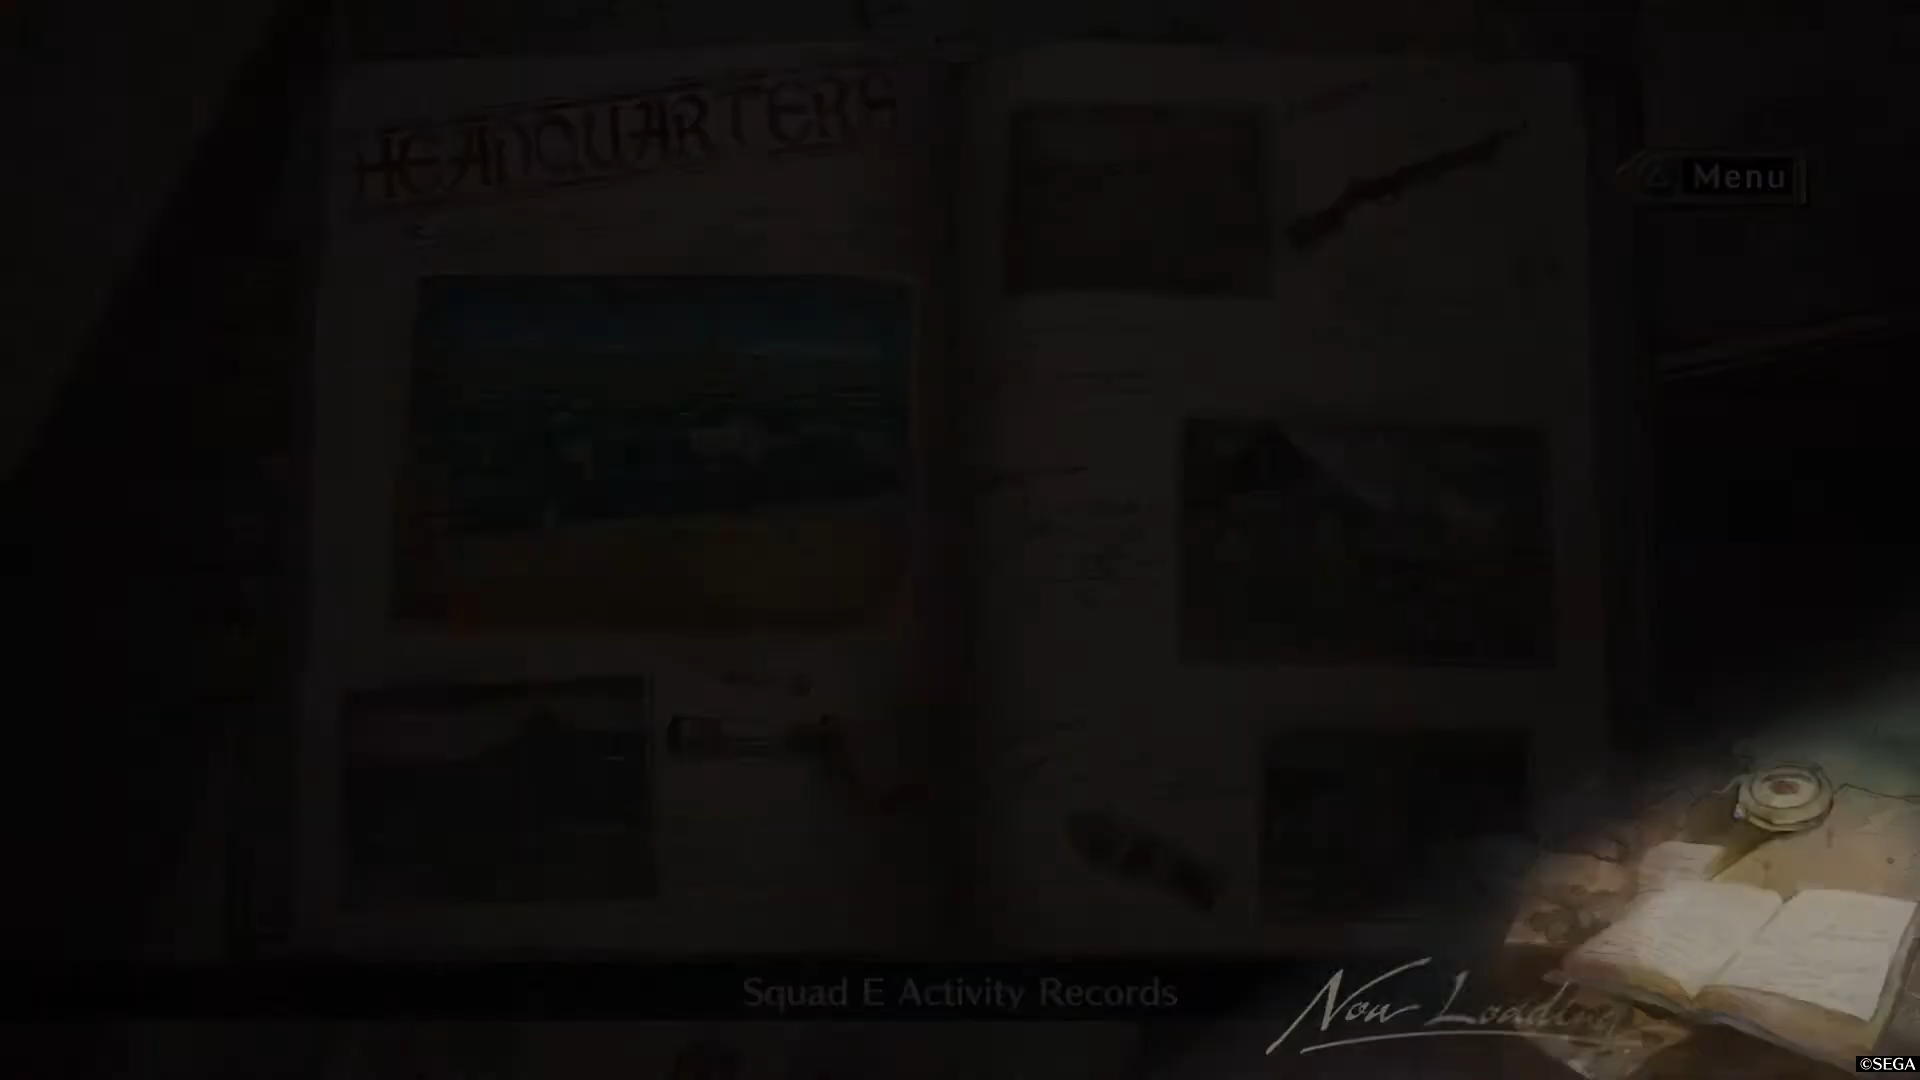 HEADQUARTERS
Menu
Squad E Activity Records
Now Loading
©SEGA